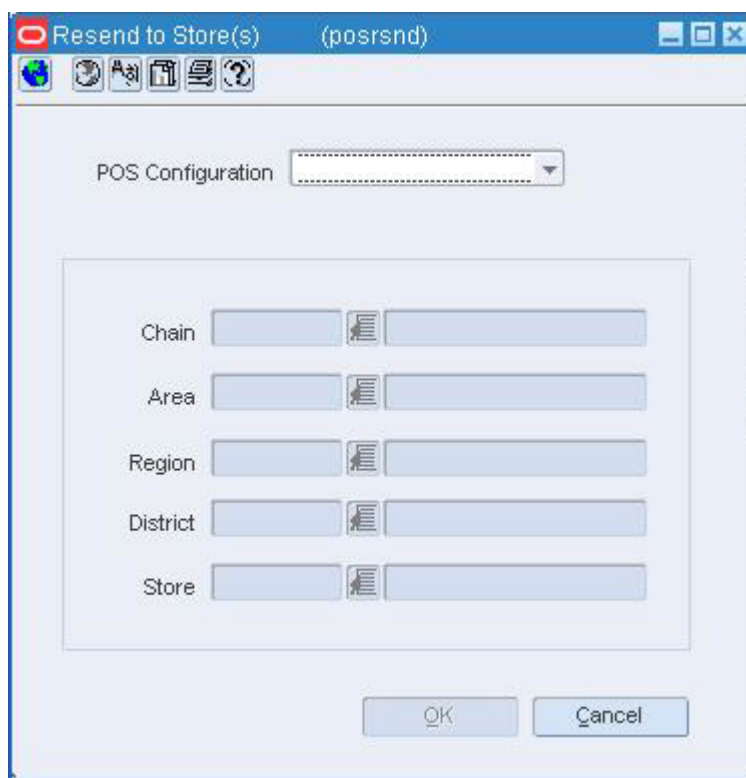 Resend to Store(s) (posrsnd)
POS Configuration
Chain
Area
Region
District
Store
OK Cancel